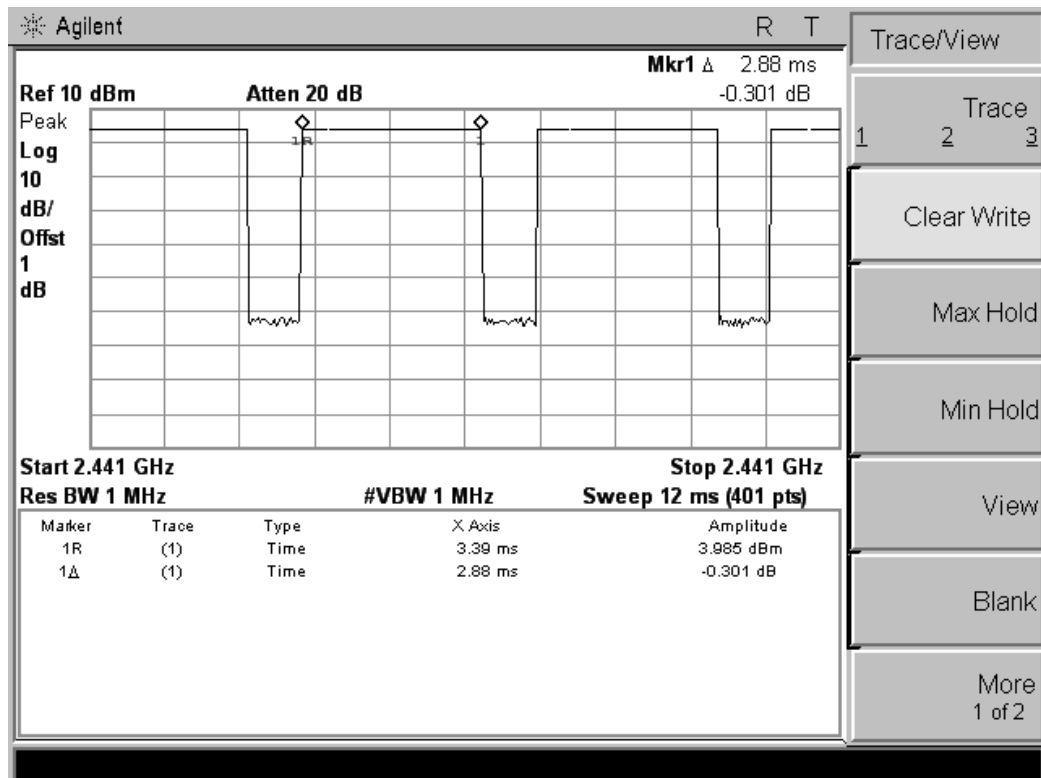 Agilent R T
Mkr1 Δ 2.88 ms
Ref 10 dBm Atten 20 dB -0.301 dB
Peak
Log
10
dB/
Offst
1
dB
1R
1
Start 2.441 GHz Stop 2.441 GHz
Res BW 1 MHz #VBW 1 MHz Sweep 12 ms (401 pts)
Marker Trace Type X Axis Amplitude
1R (1) Time 3.39 ms 3.985 dBm
1Δ (1) Time 2.88 ms -0.301 dB
Trace/View
Trace
1 2 3
Clear Write
Max Hold
Min Hold
View
Blank
More
1 of 2